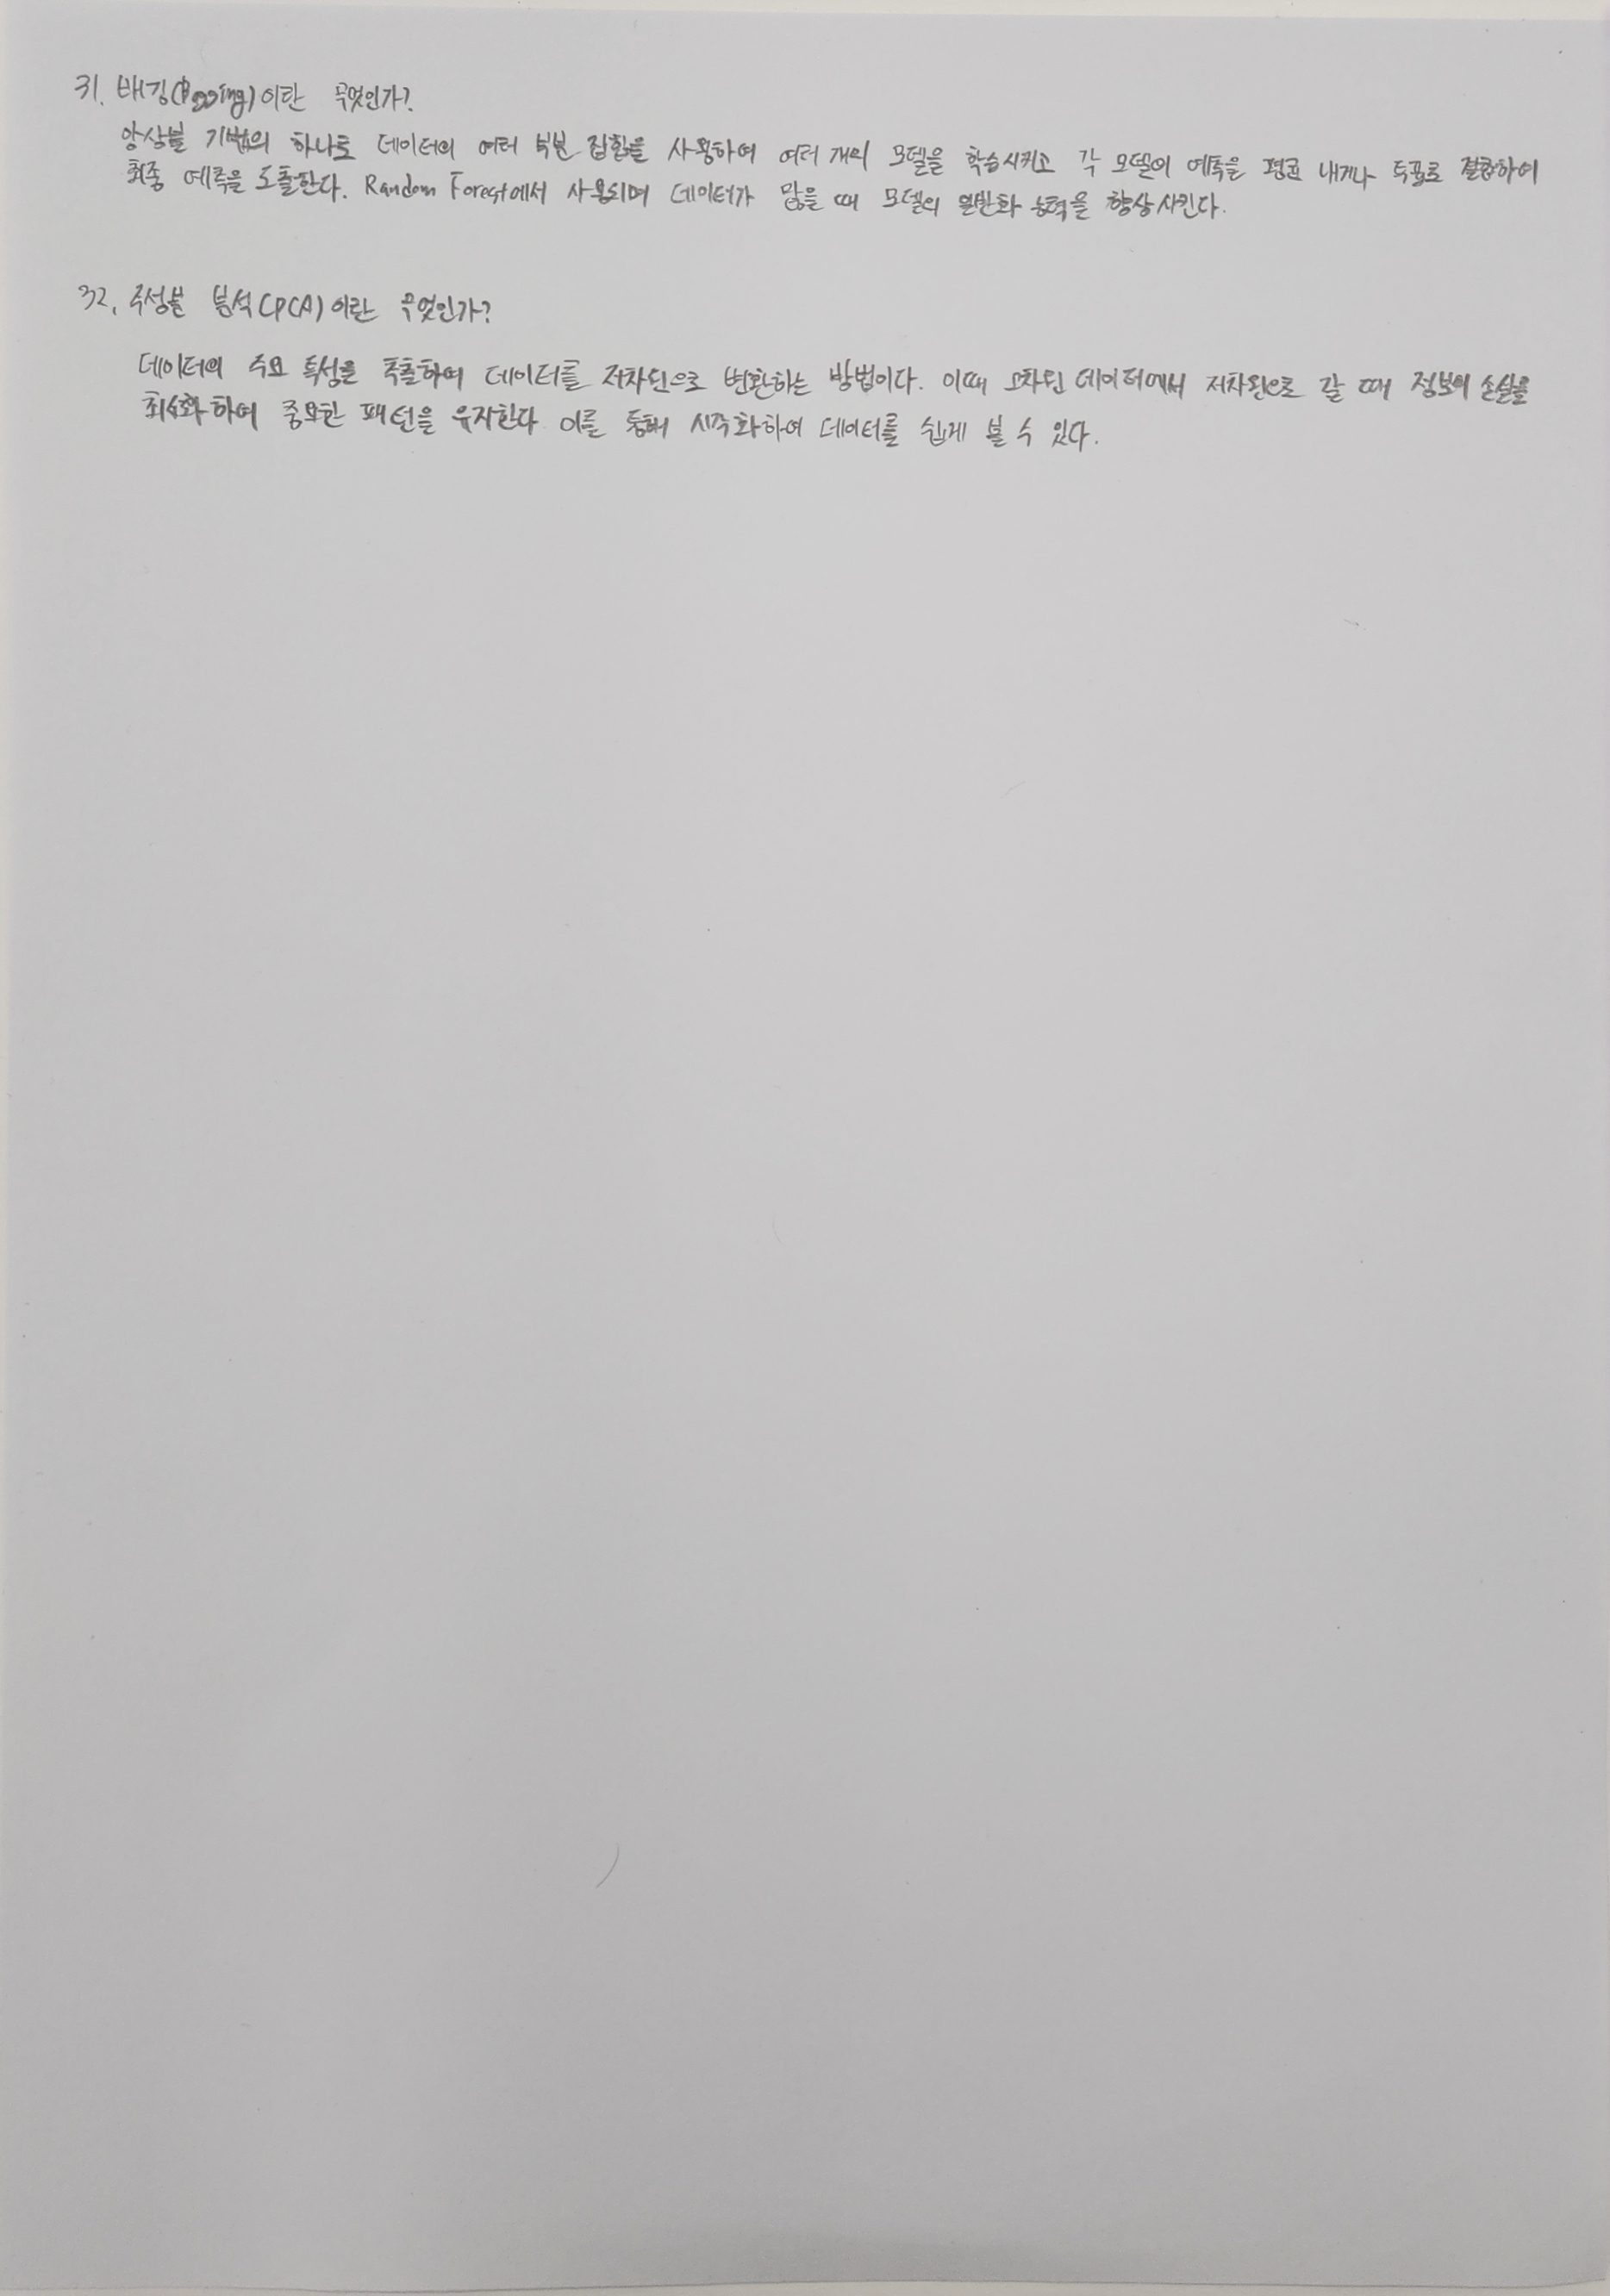 31. 배깅(Bagging)이란 무엇인가?
앙상블 기법의 하나로 데이터의 여러 부분 집합을 사용하여 여러 개의 모델을 학습시키고 각 모델의 예측을 평균 내거나 투표로 결합하여
최종 예측을 도출한다. Random Forest에서 사용되며 데이터가 많을 때 모델의 일반화 능력을 향상시킨다.
32. 주성분 분석(PCA)이란 무엇인가?
데이터의 주요 특성을 추출하여 데이터를 저차원으로 변환하는 방법이다. 이때 고차원 데이터에서 저차원으로 갈 때 정보의 손실을
최소화하여 중요한 패턴을 유지한다. 이를 통해 시각화하여 데이터를 쉽게 볼 수 있다.